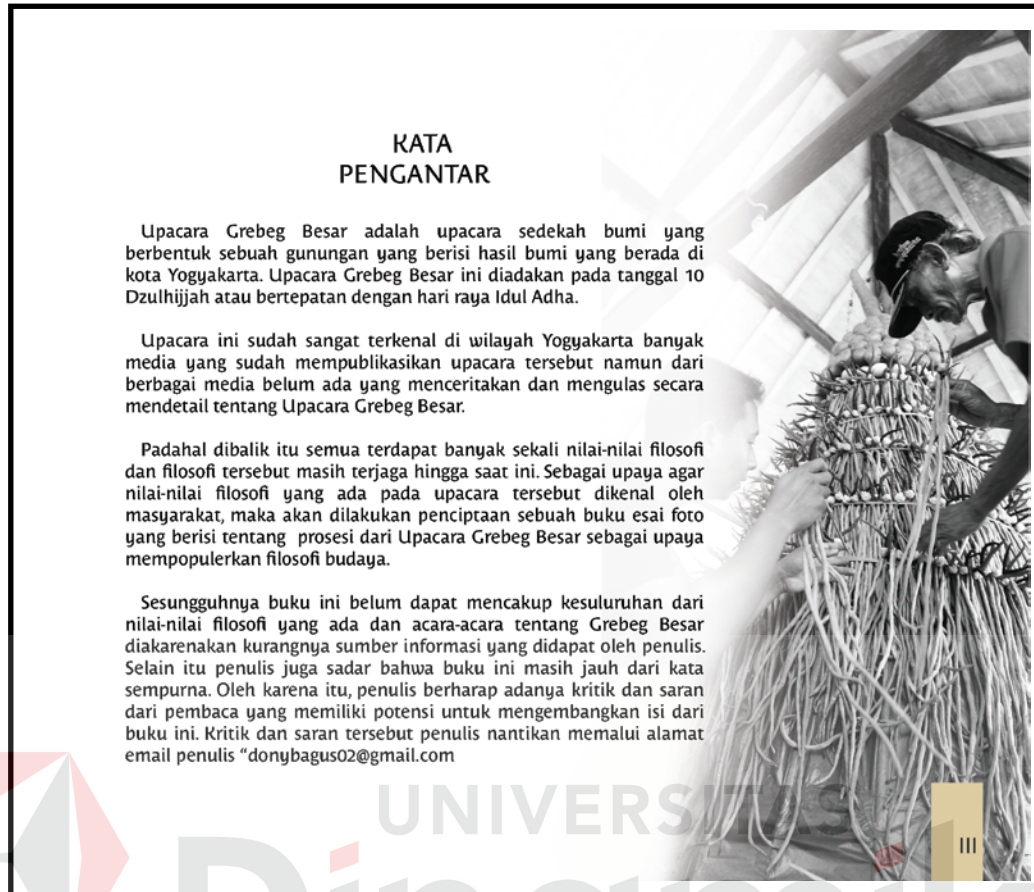 KATA
PENGANTAR
Upacara Grebeg Besar adalah upacara sedekah bumi yang
berbentuk sebuah gunungan yang berisi hasil bumi yang berada di
kota Yogyakarta. Upacara Grebeg Besar ini diadakan pada tanggal 10
Dzulhijjah atau bertepatan dengan hari raya Idul Adha.
Upacara ini sudah sangat terkenal di wilayah Yogyakarta banyak
media yang sudah mempublikasikan upacara tersebut namun dari
berbagai media belum ada yang menceritakan dan mengulas secara
mendetail tentang Upacara Grebeg Besar.
Padahal dibalik itu semua terdapat banyak sekali nilai-nilai filosofi
dan filosofi tersebut masih terjaga hingga saat ini. Sebagai upaya agar
nilai-nilai filosofi yang ada pada upacara tersebut dikenal oleh
masyarakat, maka akan dilakukan penciptaan sebuah buku esai foto
yang berisi tentang prosesi dari Upacara Grebeg Besar sebagai upaya
mempopulerkan filosofi budaya.
Sesungguhnya buku ini belum dapat mencakup kesuluruhan dari
nilai-nilai filosofi yang ada dan acara-acara tentang Grebeg Besar
diakarenakan kurangnya sumber informasi yang didapat oleh penulis.
Selain itu penulis juga sadar bahwa buku ini masih jauh dari kata
sempurna. Oleh karena itu, penulis berharap adanya kritik dan saran
dari pembaca yang memiliki potensi untuk mengembangkan isi dari
buku ini. Kritik dan saran tersebut penulis nantikan memalui alamat
email penulis “donybagus02@gmail.com
UNIVERSITAS
III